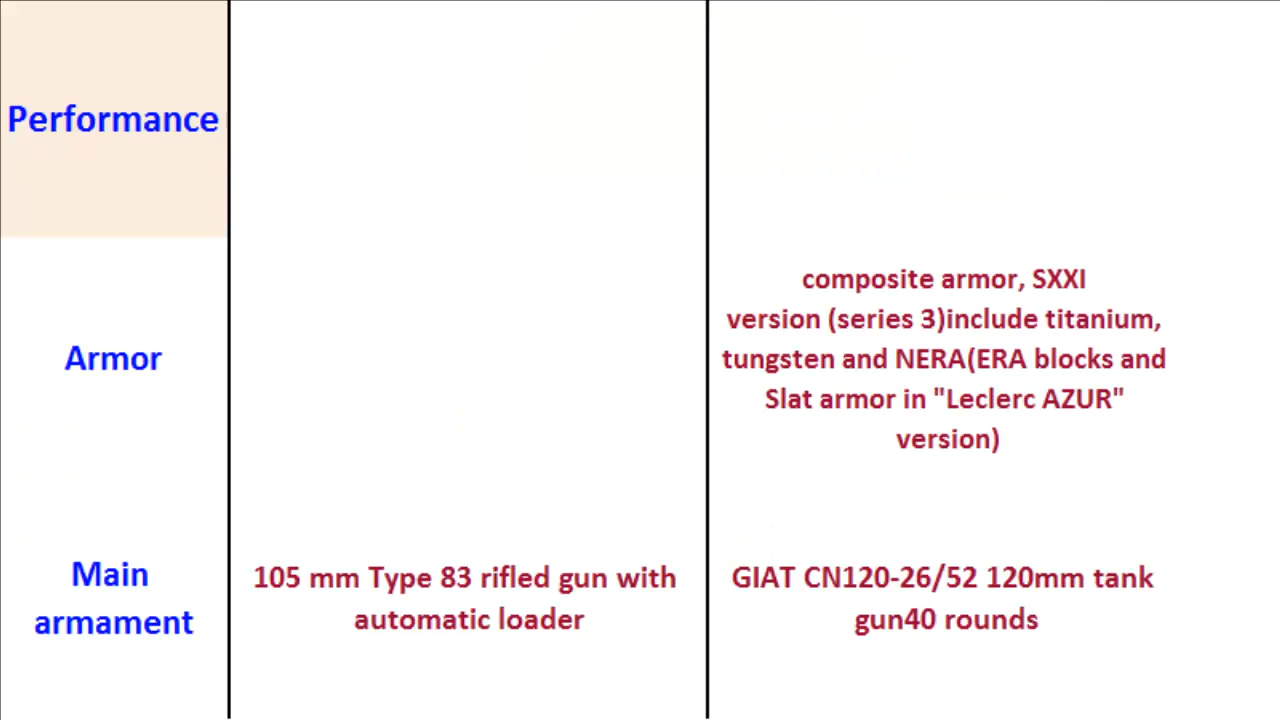 Performance
Armor
composite armor, SXXI
version (series 3)include titanium,
tungsten and NERA(ERA blocks and
Slat armor in "Leclerc AZUR"
version)
Main
armament
105 mm Type 83 rifled gun with
automatic loader
GIAT CN120-26/52 120mm tank
gun40 rounds